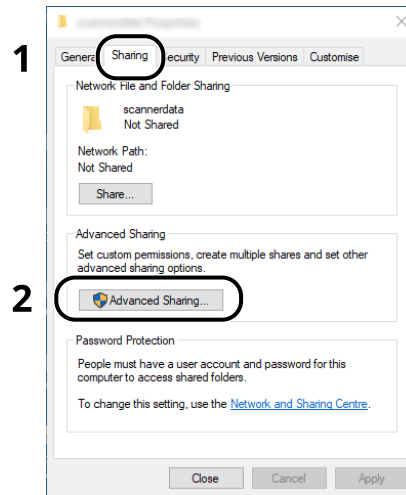 scannerdata Properties
1
General Sharing Security Previous Versions Customise
Network File and Folder Sharing
scannerdata
Not Shared
Network Path:
Not Shared
Share...
Advanced Sharing
Set custom permissions, create multiple shares and set other
advanced sharing options.
2
Advanced Sharing...
Password Protection
People must have a user account and password for this
computer to access shared folders.
To change this setting, use the Network and Sharing Centre.
Close Cancel Apply